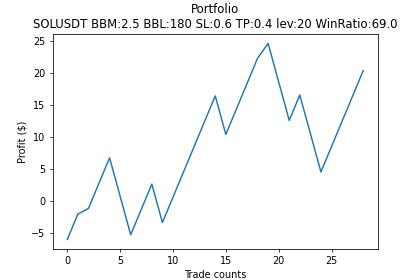 Portfolio
SOLUSDT BBM:2.5 BBL:180 SL:0.6 TP:0.4 lev:20 WinRatio:69.0
25
20
15
10
5
0
−5
Profit ($)
0 5 10 15 20 25
Trade counts